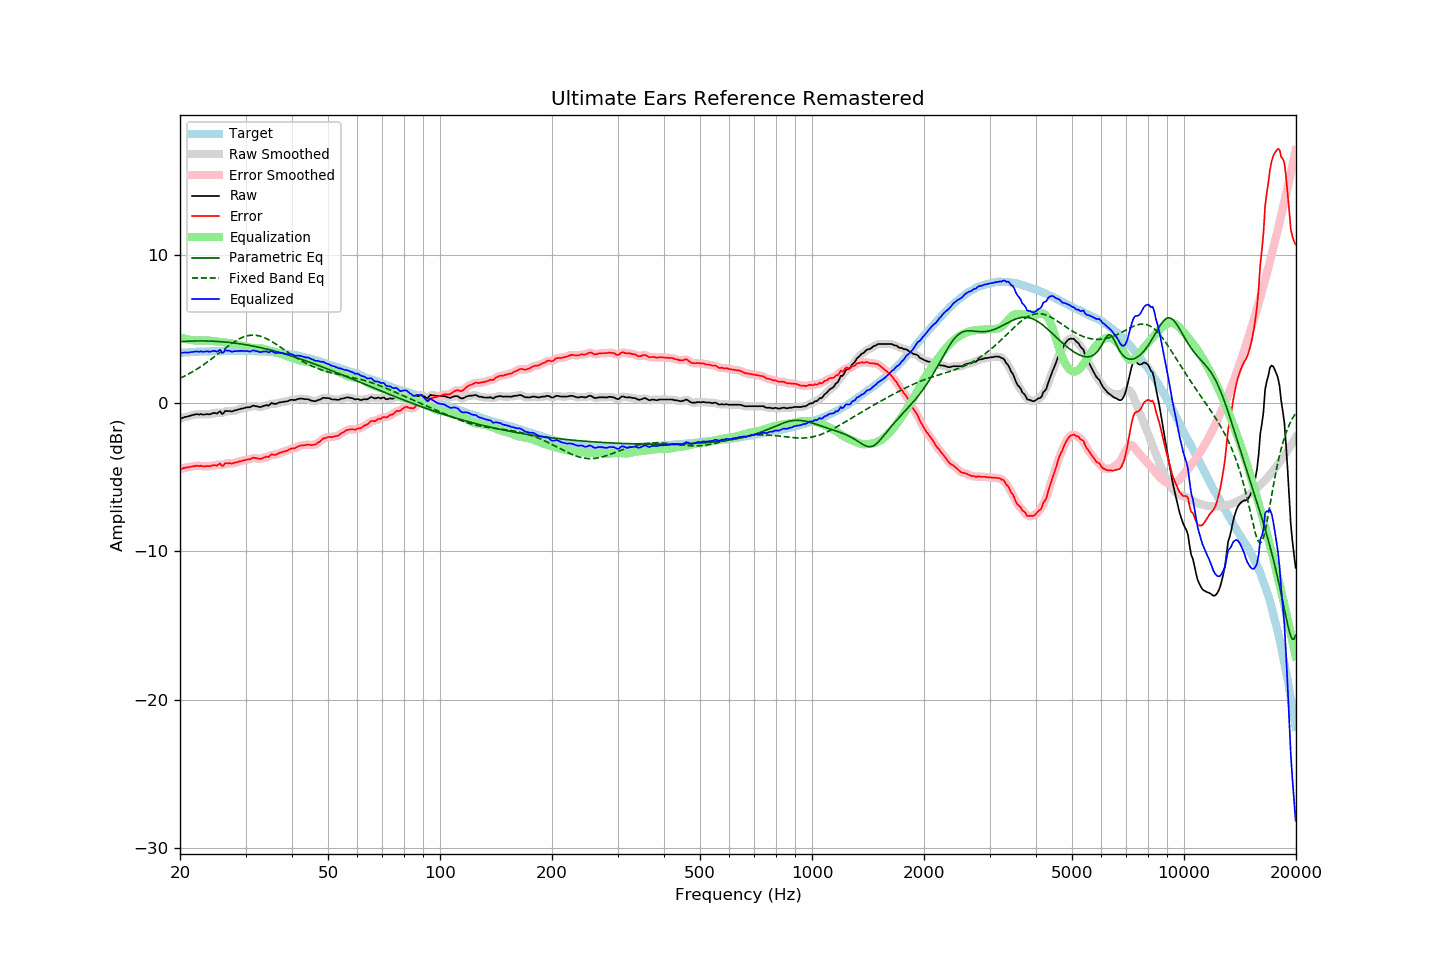 Ultimate Ears Reference Remastered
Target
Raw Smoothed
Error Smoothed
Raw
Error
Equalization
Parametric Eq
Fixed Band Eq
Equalized
10
0
−10
−20
−30
Amplitude (dBr)
20
50
100
200
500
1000
2000
5000
10000
20000
Frequency (Hz)